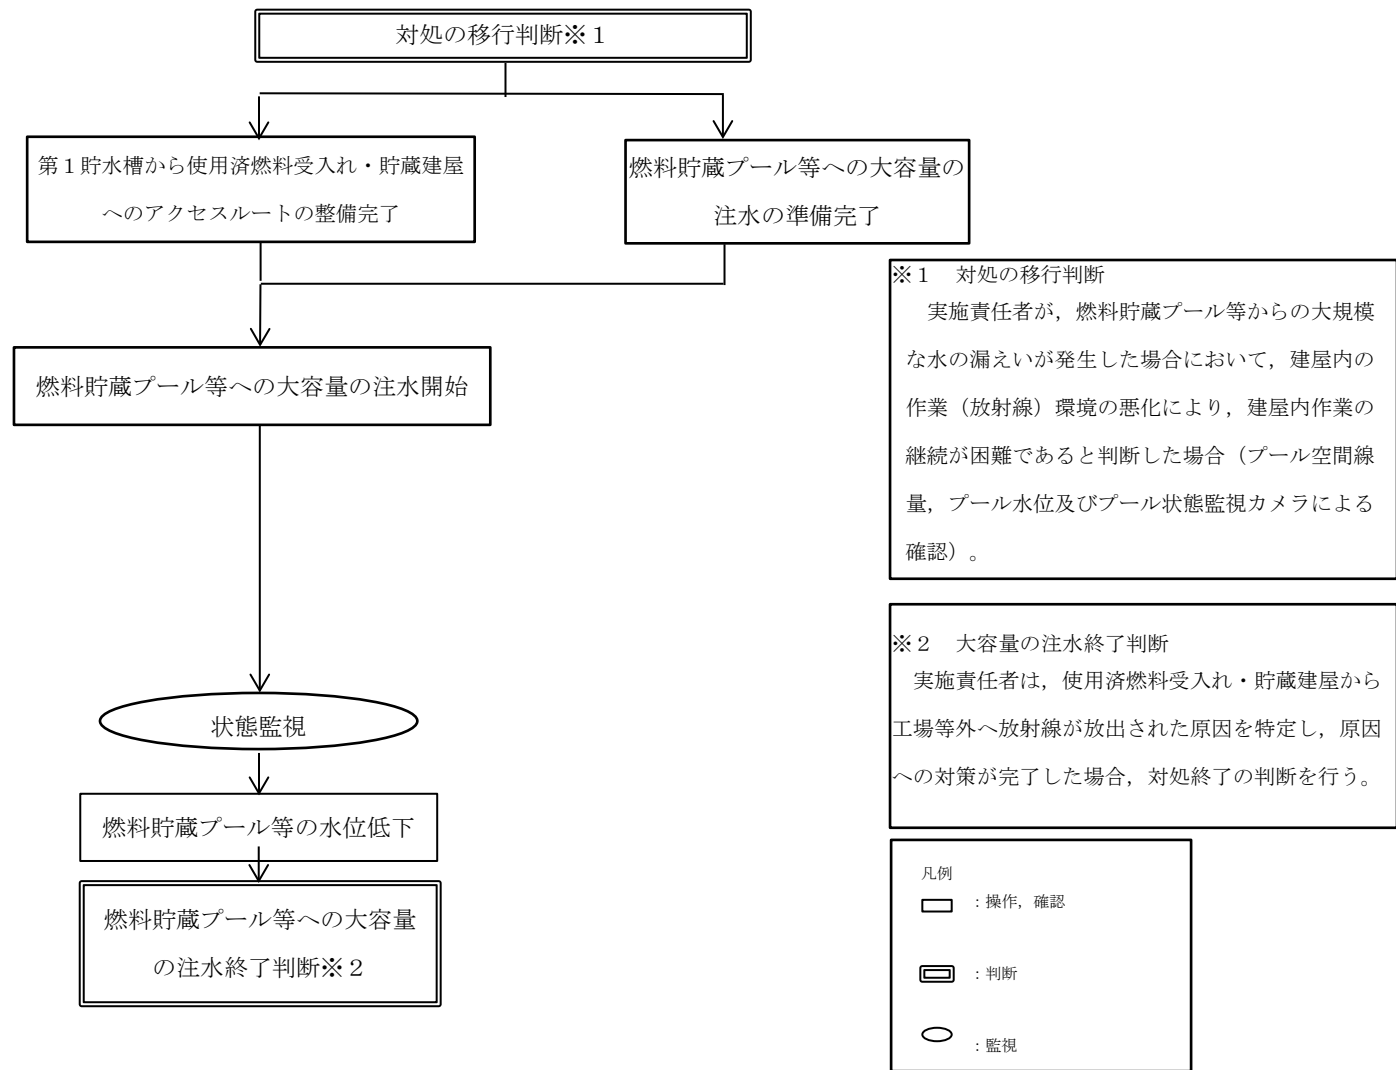 対処の移行判断※１
第１貯水槽から使用済燃料受入れ・貯蔵建屋
へのアクセスルートの整備完了
燃料貯蔵プール等への大容量の
注水の準備完了
燃料貯蔵プール等への大容量の注水開始
状態監視
燃料貯蔵プール等の水位低下
燃料貯蔵プール等への大容量
の注水終了判断※２
※１　対処の移行判断
実施責任者が，燃料貯蔵プール等からの大規模
な水の漏えいが発生した場合において，建屋内の
作業（放射線）環境の悪化により，建屋内作業の
継続が困難であると判断した場合（プール空間線
量，プール水位及びプール状態監視カメラによる
確認）。
※２　大容量の注水終了判断
実施責任者は，使用済燃料受入れ・貯蔵建屋から
工場等外へ放射線が放出された原因を特定し，原因
への対策が完了した場合，対処終了の判断を行う。
凡例
：操作，確認
：判断
：監視